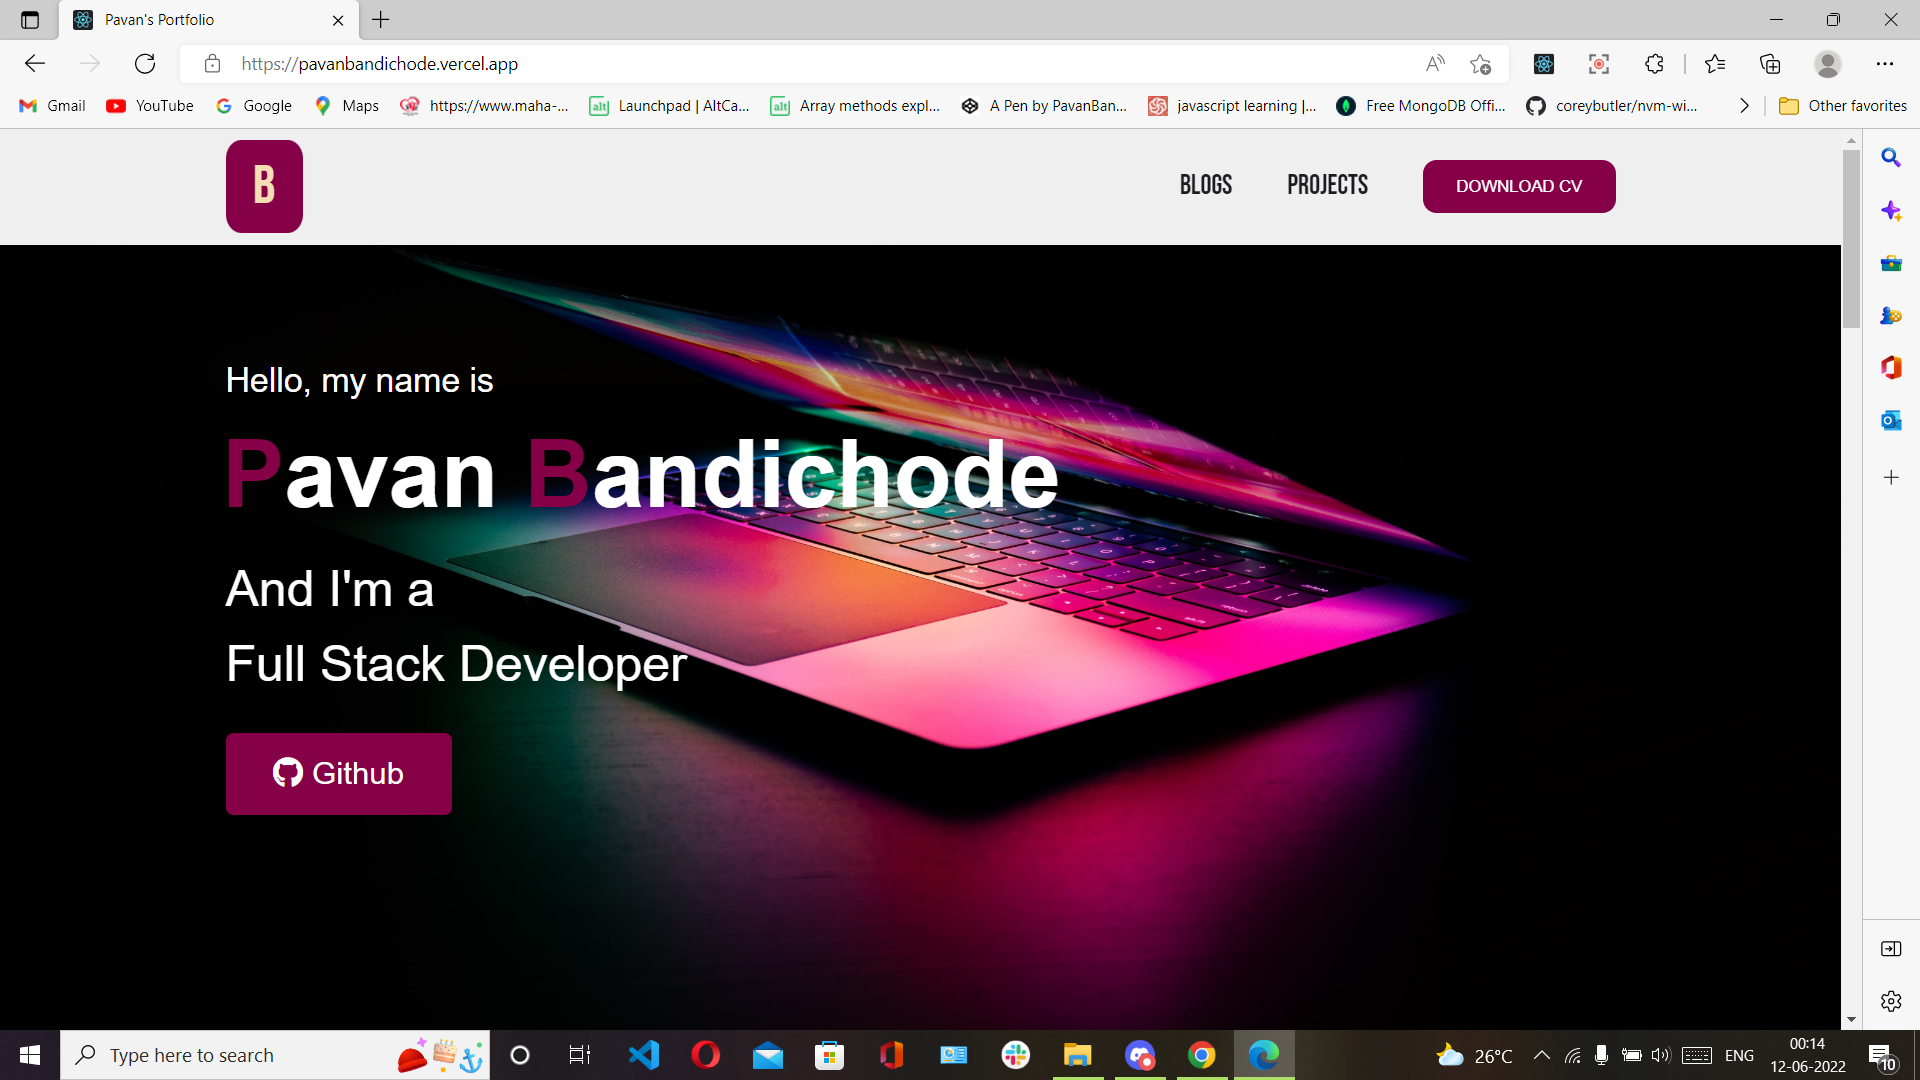 Pavan's Portfolio
https://pavanbandichode.vercel.app
Gmail YouTube Google Maps https://www.maha-... Launchpad | AltCa... Array methods expl... A Pen by PavanBan... javascript learning |... Free MongoDB Offi... coreybutler/nvm-wi... Other favorites
B BLOGS PROJECTS DOWNLOAD CV
Hello, my name is
Pavan Bandichode
And I'm a
Full Stack Developer
Github
Type here to search
26°C ENG 00:14
12-06-2022
10